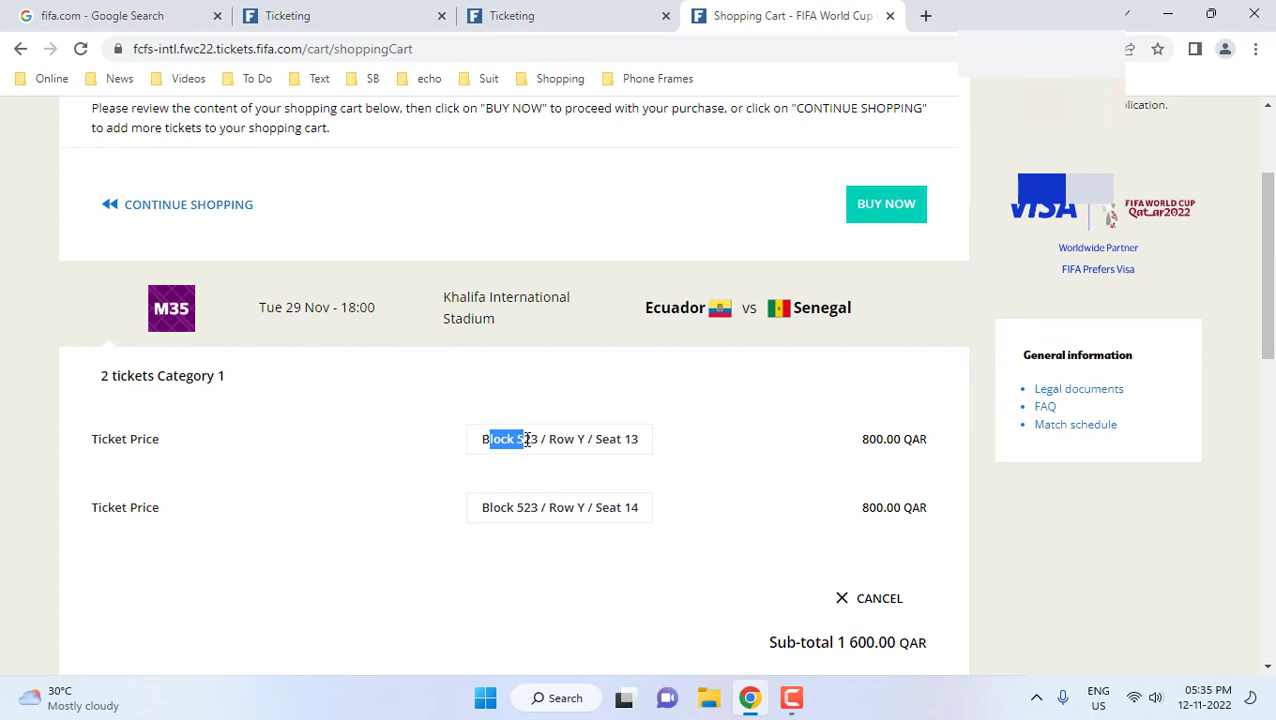 fifa.com - Google Search
Ticketing
Ticketing
Shopping Cart - FIFA World Cup
fcfs-intl.fwc22.tickets.fifa.com/cart/shoppingCart
Online News Videos To Do Text SB echo Suit Shopping Phone Frames
Please review the content of your shopping cart below, then click on "BUY NOW" to proceed with your purchase, or click on "CONTINUE SHOPPING"
to add more tickets to your shopping cart.
plication.
CONTINUE SHOPPING
BUY NOW
VISA
FIFA WORLD CUP
Qatar2022
Worldwide Partner
FIFA Prefers Visa
M35
Tue 29 Nov - 18:00
Khalifa International
Stadium
Ecuador vs Senegal
2 tickets Category 1
Ticket Price Block 523 / Row Y / Seat 13 800.00 QAR
Ticket Price Block 523 / Row Y / Seat 14 800.00 QAR
CANCEL
Sub-total 1 600.00 QAR
General information
Legal documents
FAQ
Match schedule
30°C
Mostly cloudy
Search
ENG
US
05:35 PM
12-11-2022